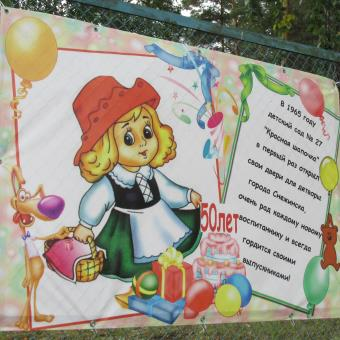 В 1965 году
детский сад № 27
"Красная шапочка"
в первый раз открыл
свои двери для детворы
города Снежинска,
очень рад каждому новому
воспитаннику и всегда
гордится своими
выпускниками!
50лет